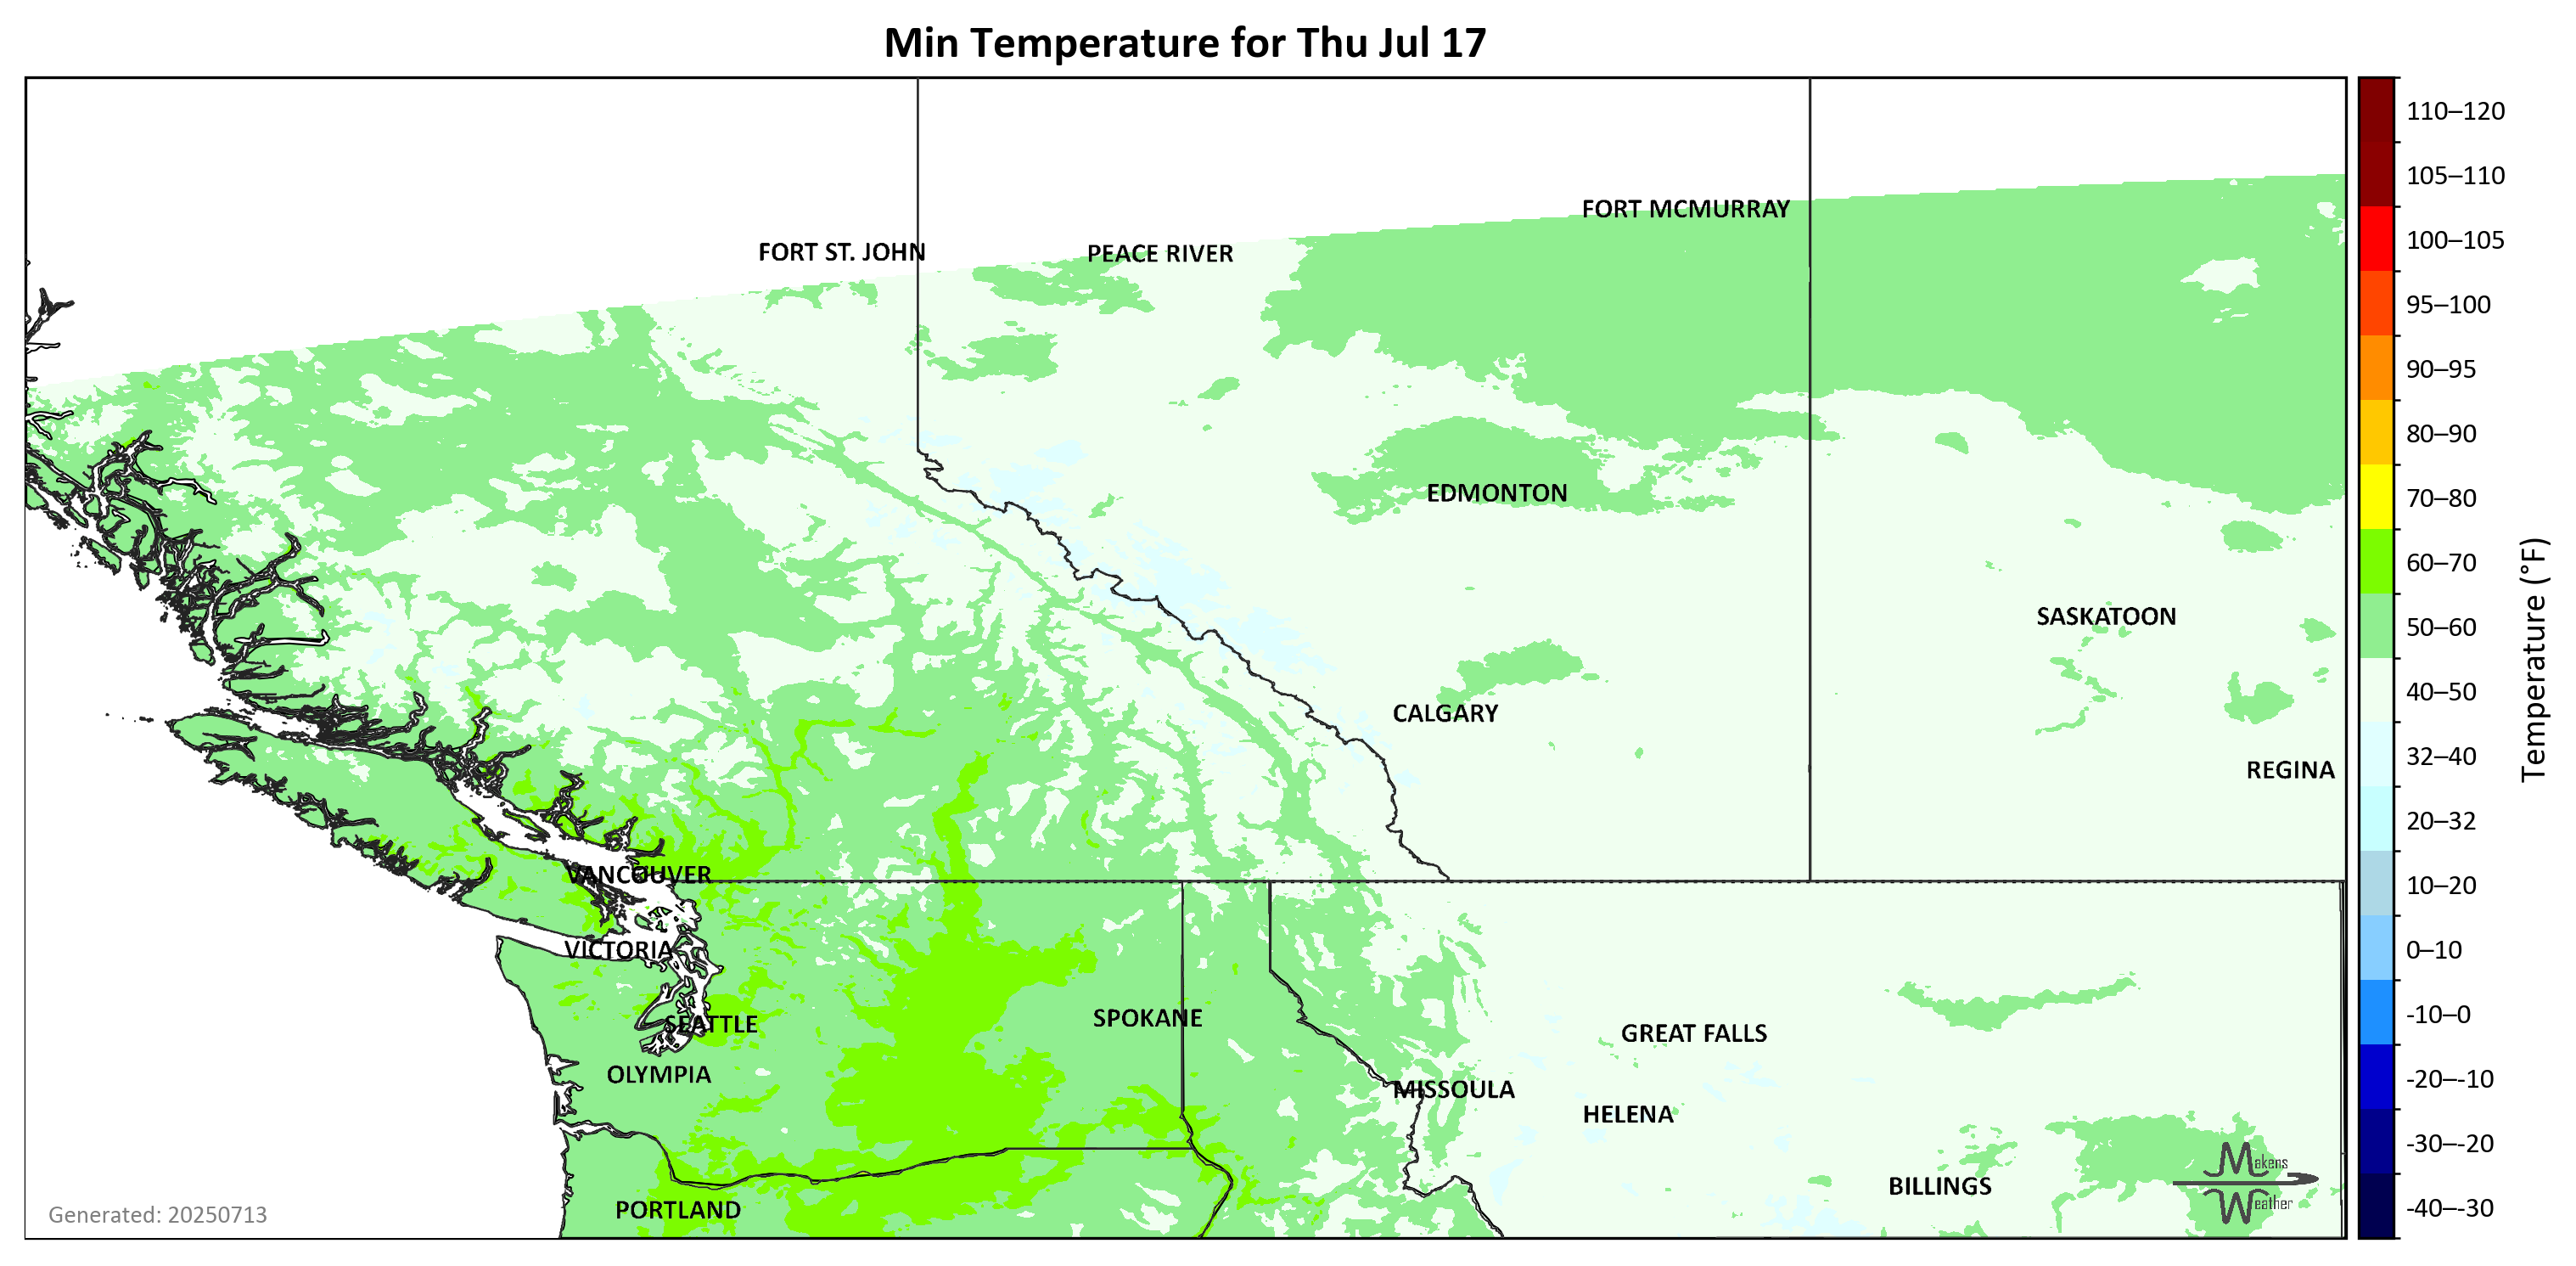 Min Temperature for Thu Jul 17
110–120
105–110
100–105
95–100
90–95
80–90
70–80
60–70
50–60
40–50
32–40
20–32
10–20
0–10
-10–0
-20–-10
-30–-20
-40–-30
Temperature (°F)
FORT MCMURRAY
FORT ST. JOHN
PEACE RIVER
EDMONTON
SASKATOON
CALGARY
REGINA
VANCOUVER
VICTORIA
SEATTLE
SPOKANE
GREAT FALLS
OLYMPIA
MISSOULA
HELENA
BILLINGS
PORTLAND
Makens
Weather
Generated: 20250713